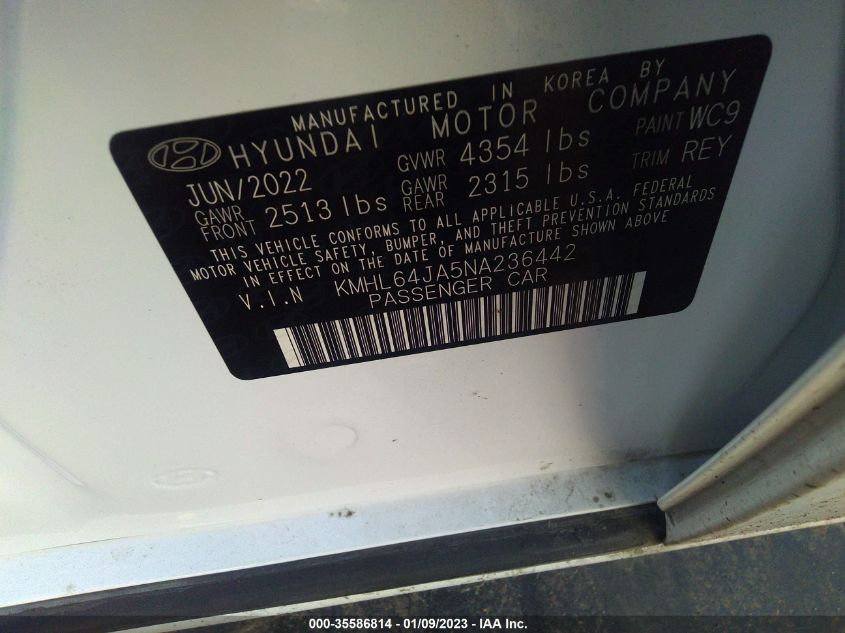 MANUFACTURED IN KOREA BY
HYUNDAI MOTOR COMPANY
JUN/2022 GVWR 4354 lbs PAINT WC9
GAWR FRONT 2513 lbs GAWR REAR 2315 lbs TRIM REY
THIS VEHICLE CONFORMS TO ALL APPLICABLE U.S.A. FEDERAL
MOTOR VEHICLE SAFETY, BUMPER, AND THEFT PREVENTION STANDARDS
IN EFFECT ON THE DATE OF MANUFACTURE SHOWN ABOVE
V.I.N KMHL64JA5NA236442
PASSENGER CAR
000-35586814 - 01/09/2023 - IAA Inc.